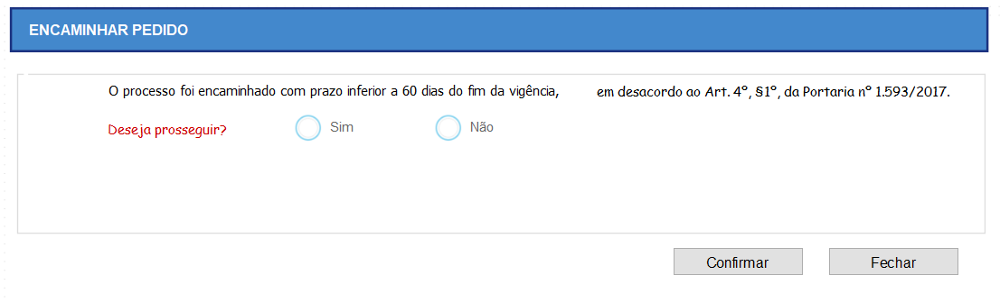 ENCAMINHAR PEDIDO
O processo foi encaminhado com prazo inferior a 60 dias do fim da vigência, em desacordo ao Art. 4º, §1º, da Portaria nº 1.593/2017.
Deseja prosseguir? Sim Não
Confirmar Fechar